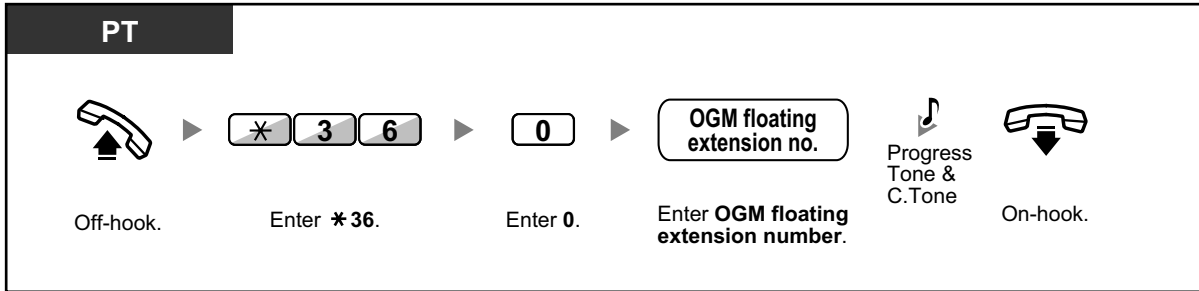 PT
✳ 3 6
0
OGM floating
extension no.
Progress
Tone &
C.Tone
Off-hook.
Enter ✳36.
Enter 0.
Enter OGM floating
extension number.
On-hook.